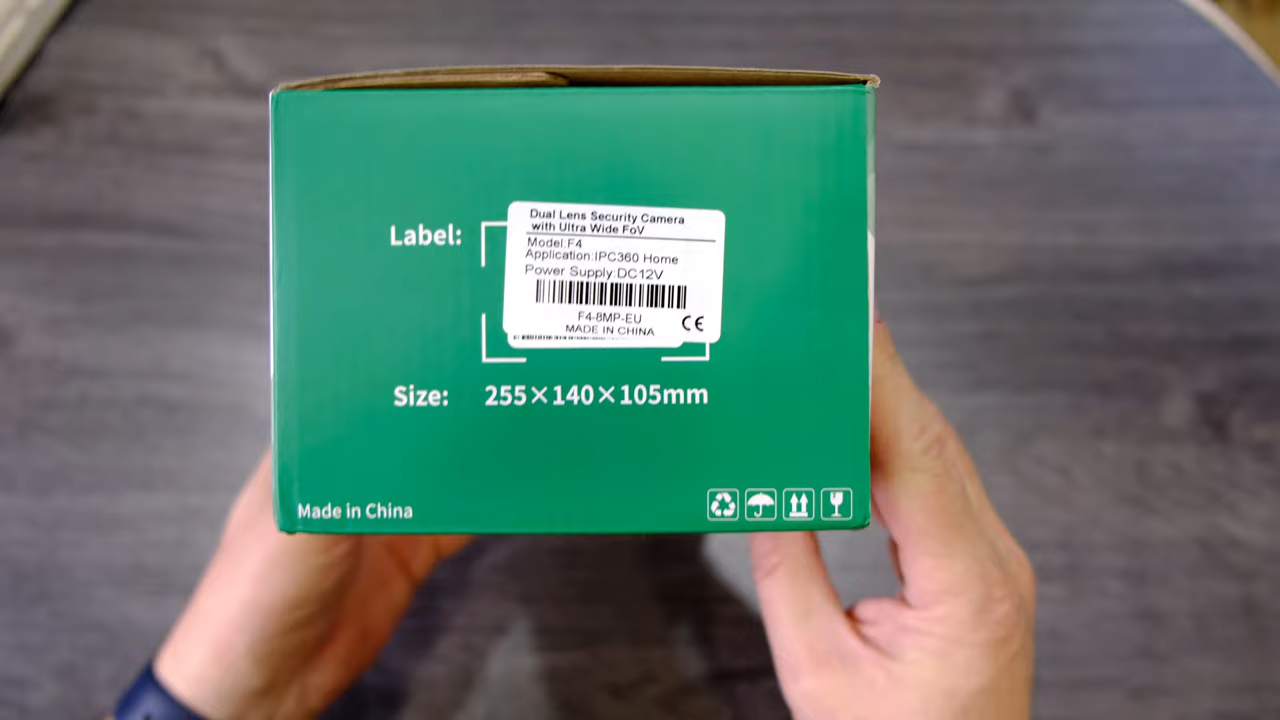 Label:
Dual Lens Security Camera
with Ultra Wide FoV
Model:F4
Application:IPC360 Home
Power Supply:DC12V
F4-8MP-EU
MADE IN CHINA
CE
Size: 255×140×105mm
Made in China